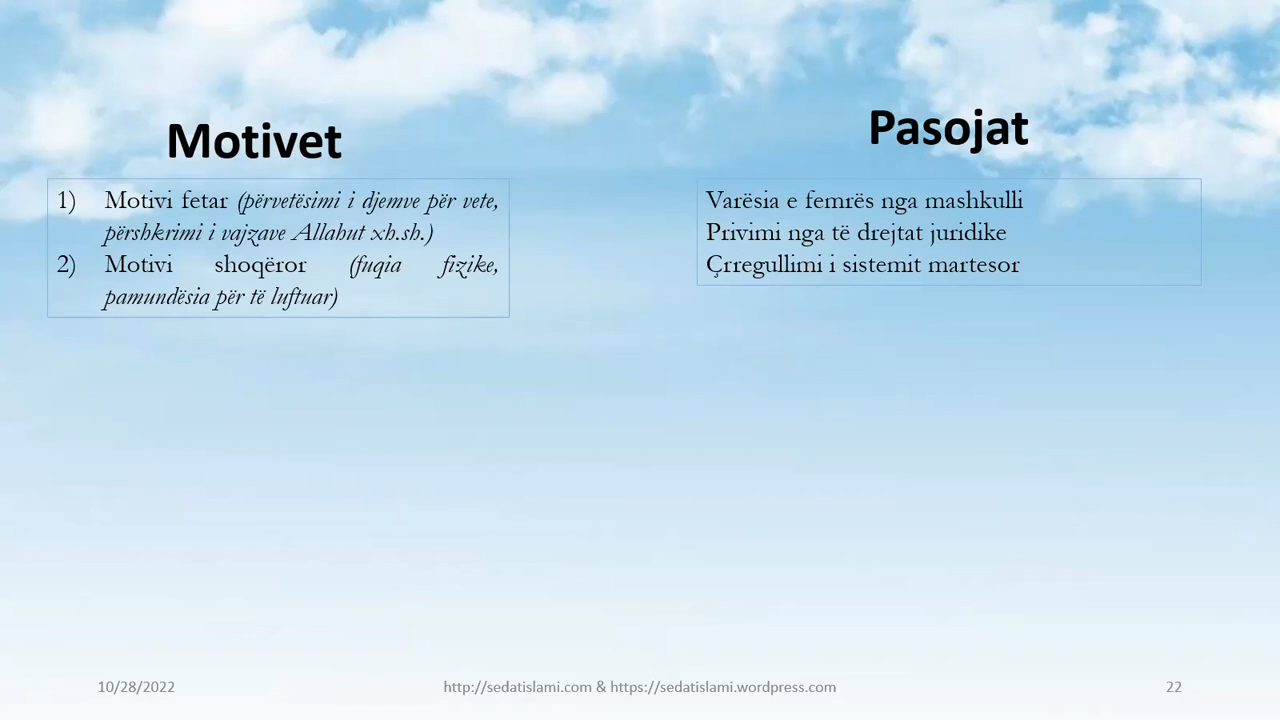 Motivet
1) Motivi fetar (përvetësimi i djemve për vete,
përshkrimi i vajzave Allahut xh.sh.)
2) Motivi shoqëror (fuqia fizike,
pamundësia për të luftuar)
Pasojat
Varësia e femrës nga mashkulli
Privimi nga të drejtat juridike
Çrregullimi i sistemit martesor
10/28/2022
http://sedatislami.com & https://sedatislami.wordpress.com
22